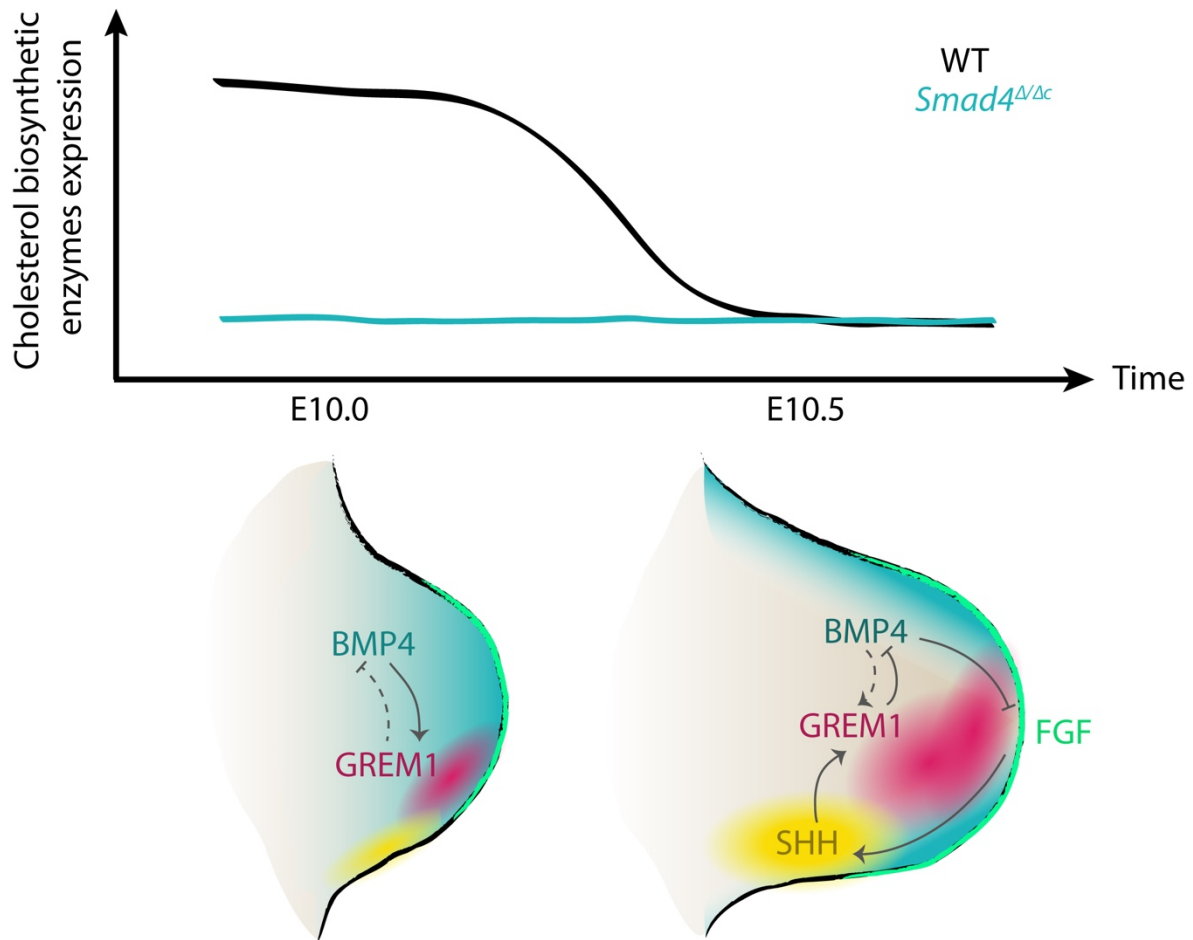 Cholesterol biosynthetic
enzymes expression
WT
Smad4Δ/Δc
Time
E10.0
E10.5
BMP4
GREM1
BMP4
GREM1
FGF
SHH